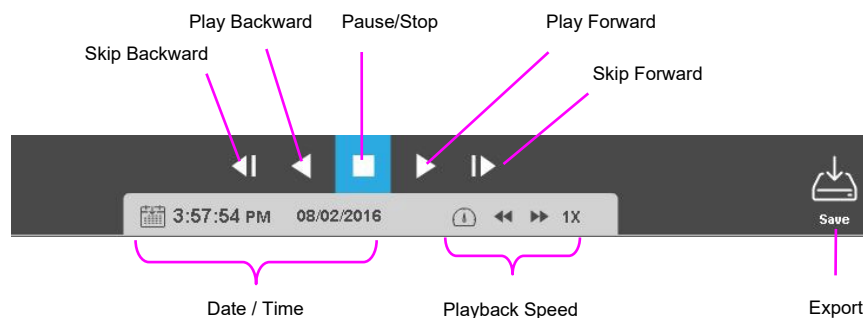 Play Backward
Pause/Stop
Play Forward
Skip Backward
Skip Forward
3:57:54 PM
08/02/2016
1X
Save
Date / Time
Playback Speed
Export